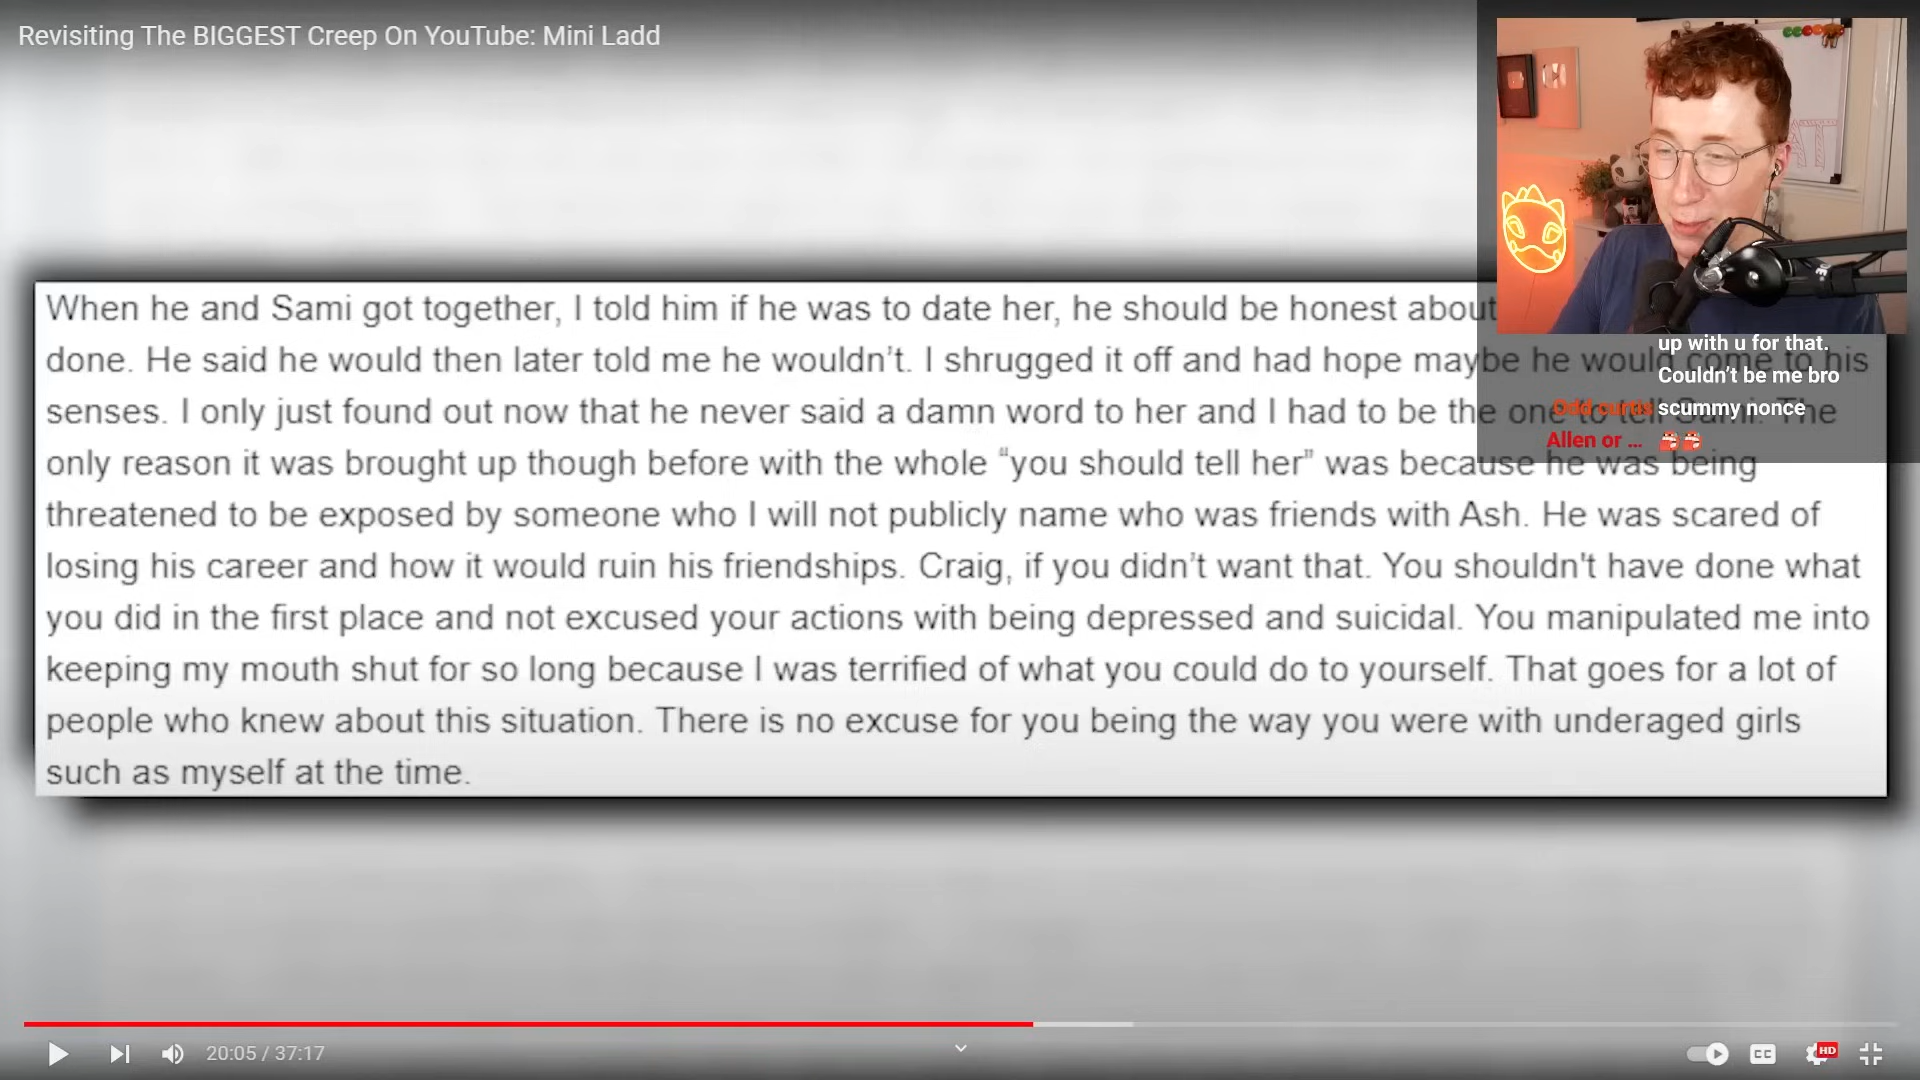 Revisiting The BIGGEST Creep On YouTube: Mini Ladd
When he and Sami got together, I told him if he was to date her, he should be honest about
done. He said he would then later told me he wouldn’t. I shrugged it off and had hope maybe he would come to his
senses. I only just found out now that he never said a damn word to her and I had to be the one to tell Sami. The
only reason it was brought up though before with the whole “you should tell her” was because he was being
threatened to be exposed by someone who I will not publicly name who was friends with Ash. He was scared of
losing his career and how it would ruin his friendships. Craig, if you didn’t want that. You shouldn't have done what
you did in the first place and not excused your actions with being depressed and suicidal. You manipulated me into
keeping my mouth shut for so long because I was terrified of what you could do to yourself. That goes for a lot of
people who knew about this situation. There is no excuse for you being the way you were with underaged girls
such as myself at the time.
up with u for that.
Couldn’t be me bro
Odd curtis scummy nonce
Allen or ...
20:05 / 37:17
CC
HD